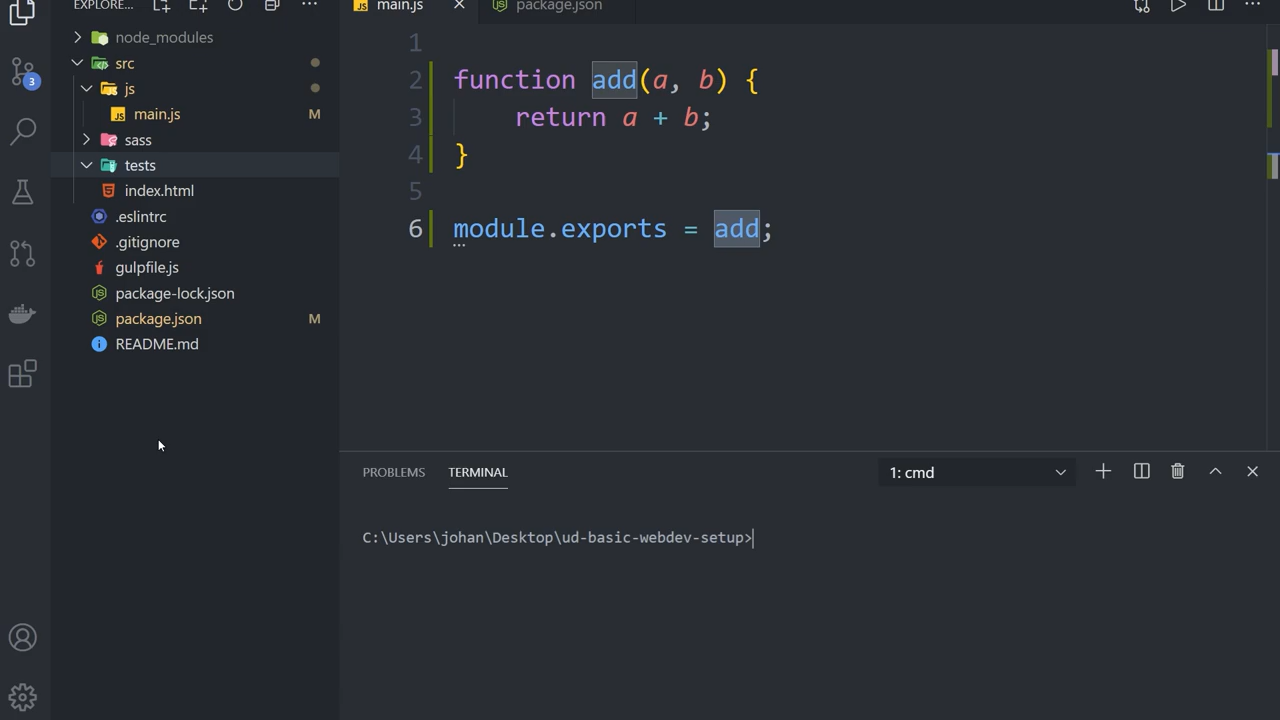 EXPLORE...
node_modules
src
js
main.js M
sass
tests
index.html
.eslintrc
.gitignore
gulpfile.js
package-lock.json
package.json M
README.md
3
JS main.js
package.json
1
2 function add(a, b) {
3 return a + b;
4 }
5
6 module.exports = add;
PROBLEMS TERMINAL 1: cmd
C:\Users\johan\Desktop\ud-basic-webdev-setup>